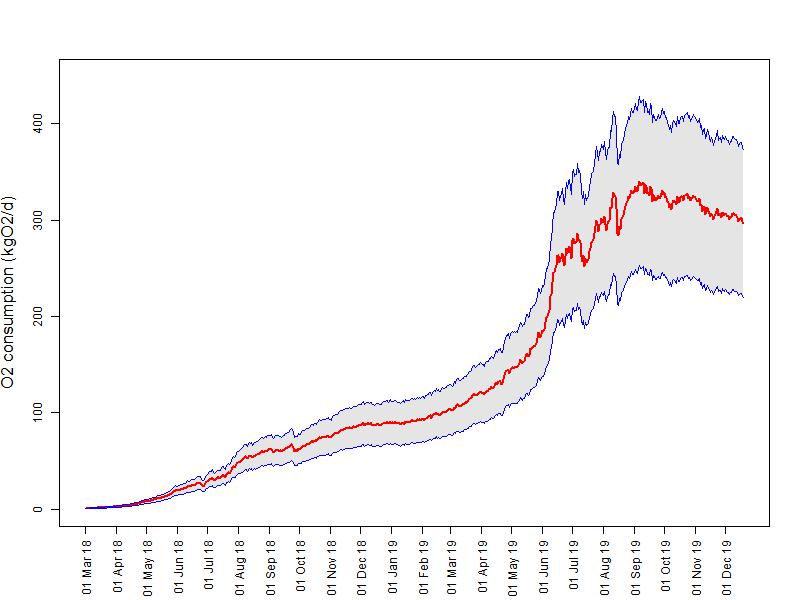 O2 consumption (kgO2/d)
400
300
200
100
0
01 Mar 18
01 Apr 18
01 May 18
01 Jun 18
01 Jul 18
01 Aug 18
01 Sep 18
01 Oct 18
01 Nov 18
01 Dec 18
01 Jan 19
01 Feb 19
01 Mar 19
01 Apr 19
01 May 19
01 Jun 19
01 Jul 19
01 Aug 19
01 Sep 19
01 Oct 19
01 Nov 19
01 Dec 19